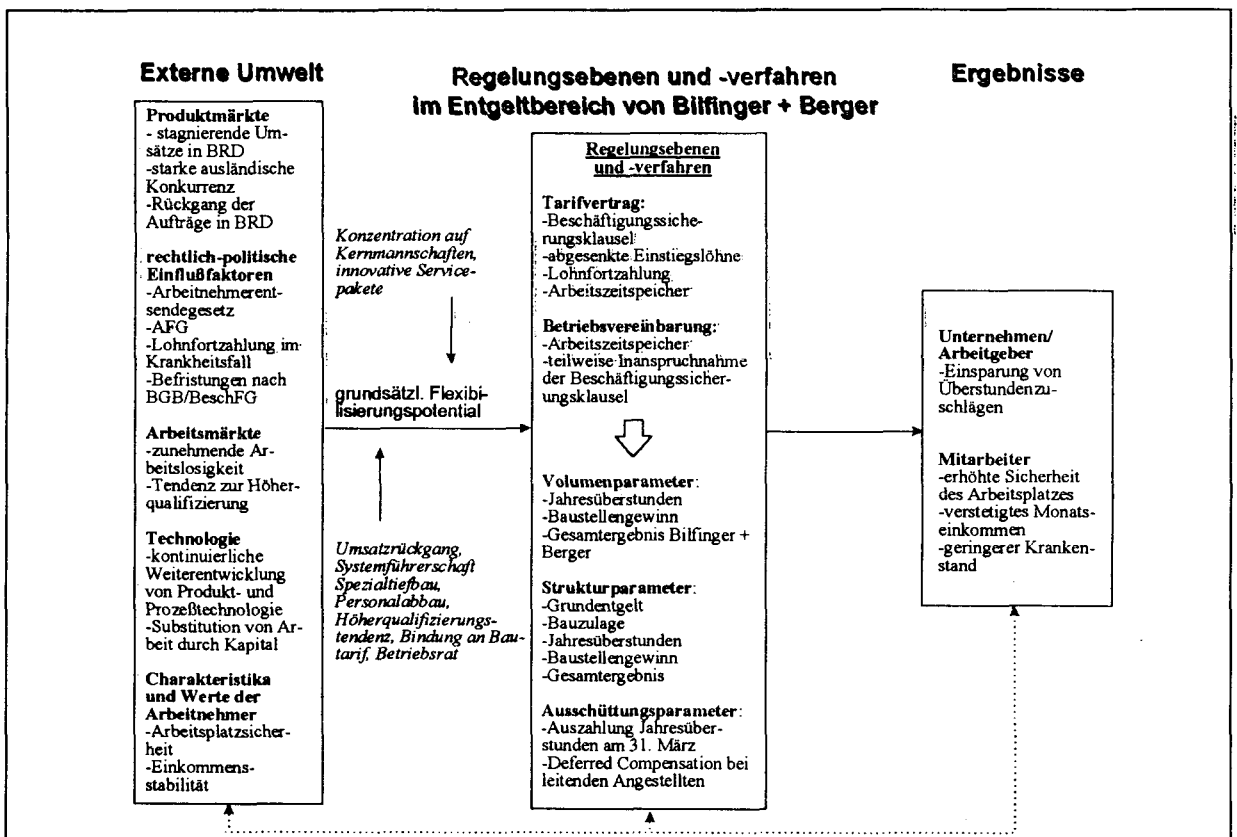 Externe Umwelt
Regelungsebenen und -verfahren
im Entgeltbereich von Bilfinger + Berger
Ergebnisse
Produktmärkte
- stagnierende Um-
sätze in BRD
-starke ausländische
Konkurrenz
-Rückgang der
Aufträge in BRD
rechtlich-politische
Einflußfaktoren
-Arbeitnehmerent-
sendegesetz
-AFG
-Lohnfortzahlung im
Krankheitsfall
-Befristungen nach
BGB/BeschFG
Arbeitsmärkte
-zunehmende Ar-
beitslosigkeit
-Tendenz zur Höher-
qualifizierung
Technologie
-kontinuierliche
Weiterentwicklung
von Produkt- und
Prozeßtechnologie
-Substitution von Ar-
beit durch Kapital
Charakteristika
und Werte der
Arbeitnehmer
-Arbeitsplatzsicher-
heit
-Einkommens-
stabilität
Konzentration auf
Kernmannschaften,
innovative Service-
pakete
grundsätzl. Flexibi-
lisierungspotential
Umsatzrückgang,
Systemführerschaft
Spezialtiefbau,
Personalabbau,
Höherqualifizierungs-
tendenz, Bindung an Bau-
tarif, Betriebsrat
Regelungsebenen
und -verfahren
Tarifvertrag:
-Beschäftigungssiche-
rungsklausel
-abgesenkte Einstiegslöhne
-Lohnfortzahlung
-Arbeitszeitspeicher
Betriebsvereinbarung:
-Arbeitszeitspeicher
-teilweise Inanspruchnahme
der Beschäftigungssicher-
ungsklausel
Volumenparameter:
-Jahresüberstunden
-Baustellengewinn
-Gesamtergebnis Bilfinger +
Berger
Strukturparameter:
-Grundentgelt
-Bauzulage
-Jahresüberstunden
-Baustellengewinn
-Gesamtergebnis
Ausschüttungsparameter:
-Auszahlung Jahresüber-
stunden am 31. März
-Deferred Compensation bei
leitenden Angestellten
Unternehmen/
Arbeitgeber
-Einsparung von
Überstundenzu-
schlägen
Mitarbeiter
-erhöhte Sicherheit
des Arbeitsplatzes
-verstetigtes Monats-
einkommen
-geringerer Kranken-
stand